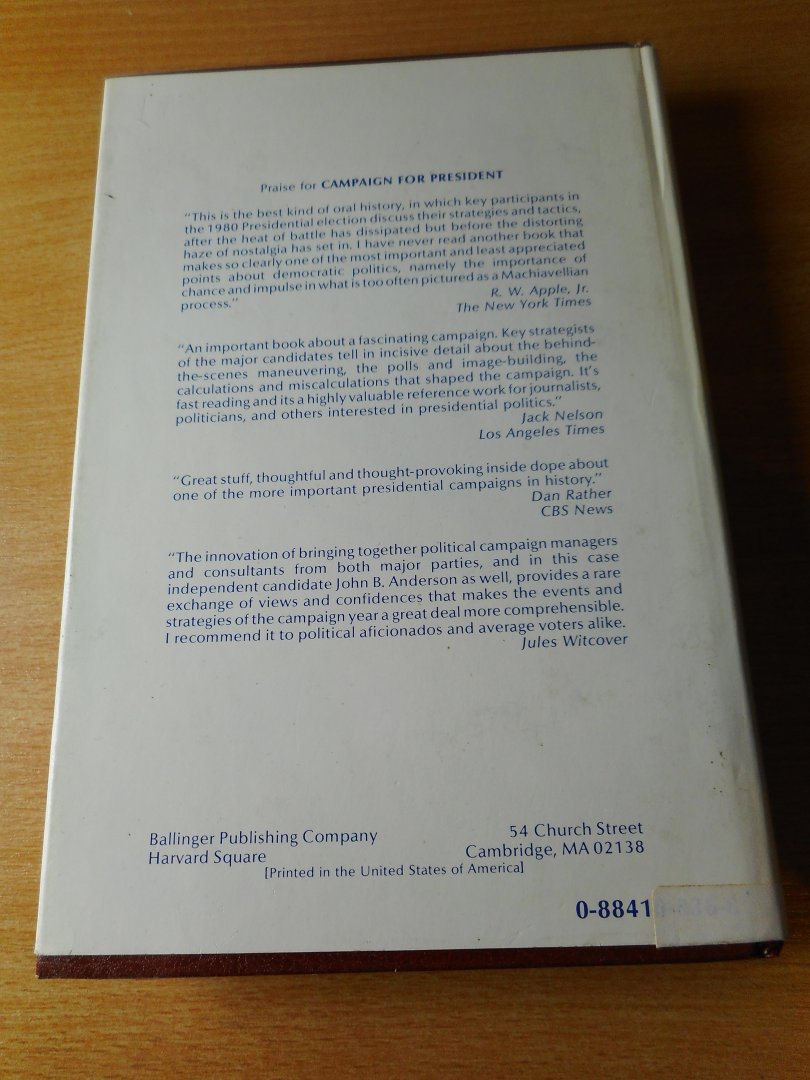 Praise for CAMPAIGN FOR PRESIDENT
“This is the best kind of oral history, in which key participants in
the 1980 Presidential election discuss their strategies and tactics,
after the heat of battle has dissipated but before the distorting
haze of nostalgia has set in. I have never read another book that
makes so clearly one of the most important and least appreciated
points about democratic politics, namely the importance of
chance and impulse in what is too often pictured as a Machiavellian
process.”
R. W. Apple, Jr.
The New York Times
“An important book about a fascinating campaign. Key strategists
of the major candidates tell in incisive detail about the behind-
the-scenes maneuvering, the polls and image-building, the
calculations and miscalculations that shaped the campaign. It's
fast reading and its a highly valuable reference work for journalists,
politicians, and others interested in presidential politics.”
Jack Nelson
Los Angeles Times
“Great stuff, thoughtful and thought-provoking inside dope about
one of the more important presidential campaigns in history.”
Dan Rather
CBS News
“The innovation of bringing together political campaign managers
and consultants from both major parties, and in this case
independent candidate John B. Anderson as well, provides a rare
exchange of views and confidences that makes the events and
strategies of the campaign year a great deal more comprehensible.
I recommend it to political aficionados and average voters alike.
Jules Witcover
Ballinger Publishing Company
Harvard Square
54 Church Street
Cambridge, MA 02138
[Printed in the United States of America]
0-8841